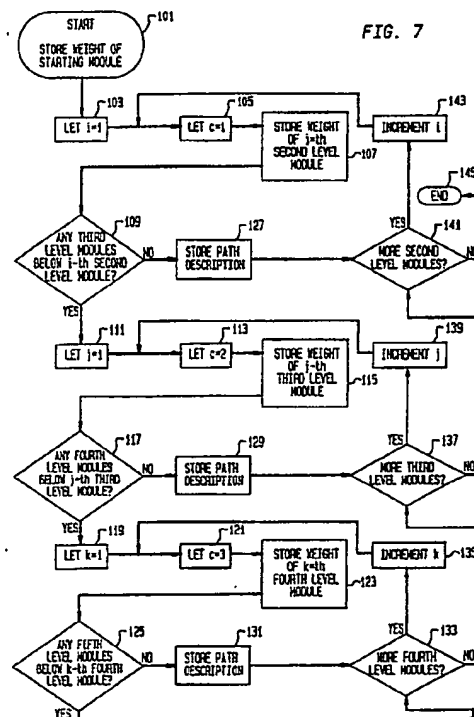 101
START
STORE WEIGHT OF
STARTING MODULE
FIG. 7
103
LET i=1
105
LET c=1
STORE WEIGHT
OF j=th
SECOND LEVEL
MODULE
107
143
INCREMENT i
145
END
109
ANY THIRD
LEVEL MODULES
BELOW i-th SECOND
LEVEL MODULE?
NO
YES
127
STORE PATH
DESCRIPTION
YES
141
MORE SECOND
LEVEL MODULES?
NO
111
LET j=1
113
LET c=2
STORE WEIGHT
OF j-th
THIRD LEVEL
MODULE
115
139
INCREMENT j
117
ANY FOURTH
LEVEL MODULES
BELOW j-th THIRD
LEVEL MODULE?
NO
YES
129
STORE PATH
DESCRIPTION
YES
137
MORE THIRD
LEVEL MODULES?
NO
119
LET k=1
121
LET c=3
STORE WEIGHT
OF k=th
FOURTH LEVEL
MODULE
123
INCREMENT k
135
125
ANY FIFTH
LEVEL MODULES
BELOW k-th FOURTH
LEVEL MODULE?
NO
YES
131
STORE PATH
DESCRIPTION
YES
133
MORE FOURTH
LEVEL MODULES?
NO